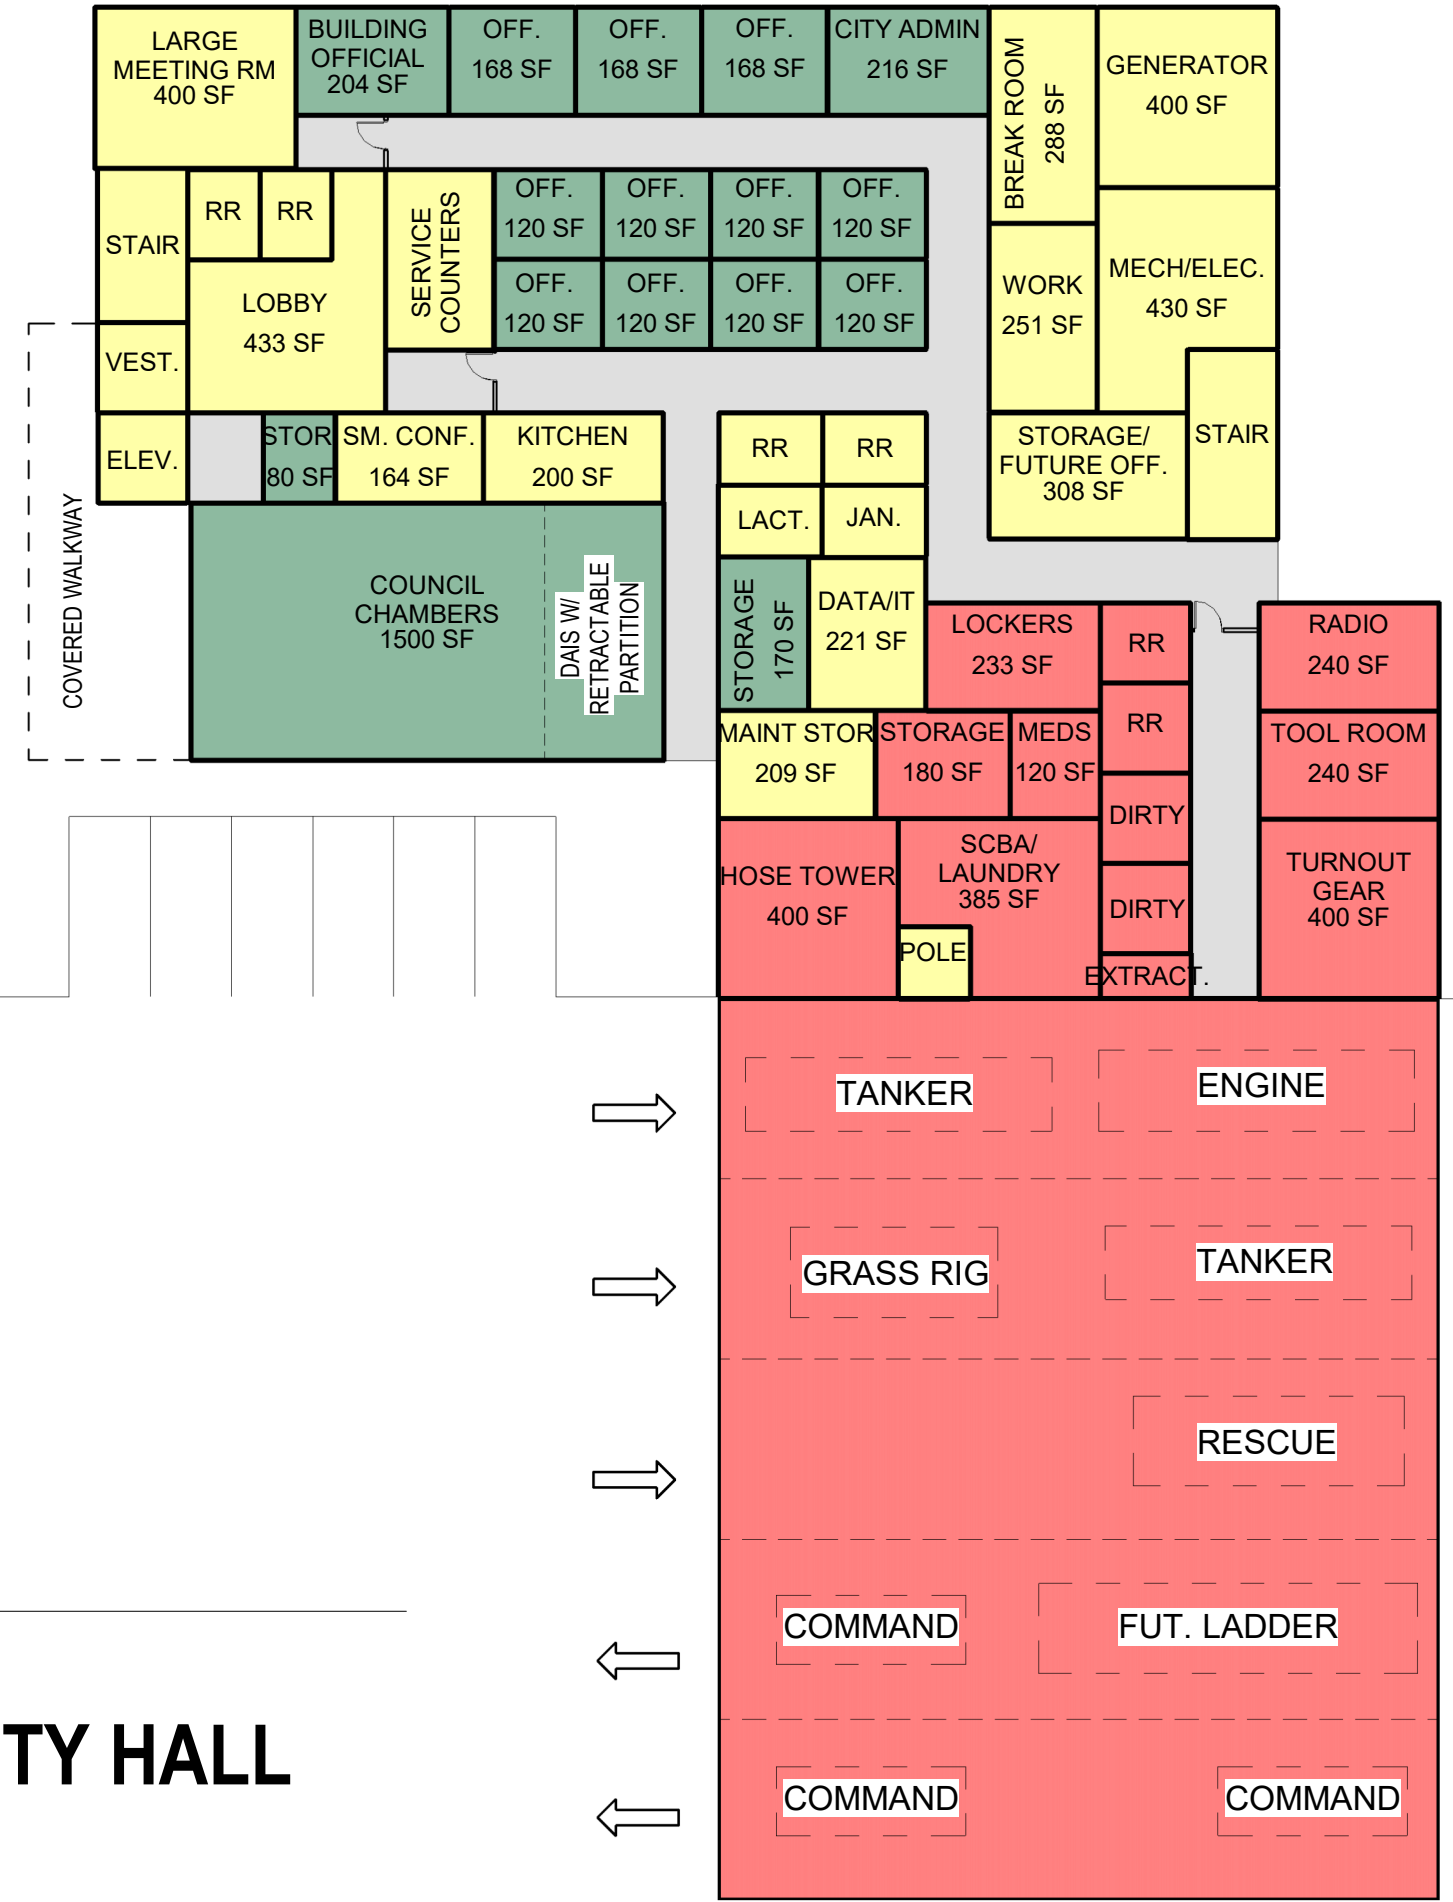 LARGE
MEETING RM
400 SF
BUILDING
OFFICIAL
204 SF
OFF.
168 SF
OFF.
168 SF
OFF.
168 SF
CITY ADMIN
216 SF
BREAK ROOM
288 SF
GENERATOR
400 SF
STAIR
RR
RR
LOBBY
433 SF
SERVICE
COUNTERS
OFF.
120 SF
OFF.
120 SF
OFF.
120 SF
OFF.
120 SF
OFF.
120 SF
OFF.
120 SF
OFF.
120 SF
OFF.
120 SF
WORK
251 SF
MECH/ELEC.
430 SF
VEST.
ELEV.
STOR
80 SF
SM. CONF.
164 SF
KITCHEN
200 SF
RR
RR
STORAGE/
FUTURE OFF.
308 SF
STAIR
LACT.
JAN.
COVERED WALKWAY
COUNCIL
CHAMBERS
1500 SF
DAIS W/
RETRACTABLE
PARTITION
STORAGE
170 SF
DATA/IT
221 SF
LOCKERS
233 SF
RR
RADIO
240 SF
MAINT STOR
209 SF
STORAGE
180 SF
MEDS
120 SF
RR
TOOL ROOM
240 SF
DIRTY
HOSE TOWER
400 SF
SCBA/
LAUNDRY
385 SF
DIRTY
TURNOUT
GEAR
400 SF
POLE
EXTRACT.
TANKER
ENGINE
GRASS RIG
TANKER
RESCUE
COMMAND
FUT. LADDER
TY HALL
COMMAND
COMMAND